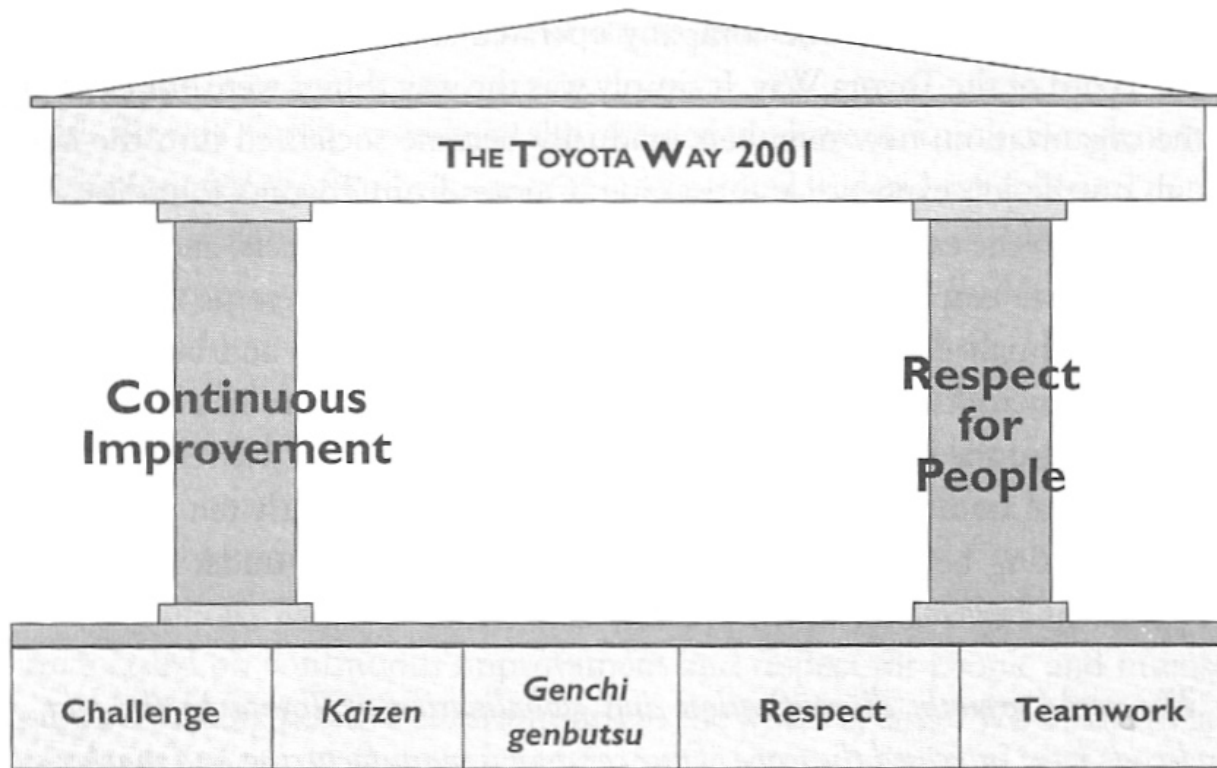 THE TOYOTA WAY 2001
Continuous
Improvement
Respect
for
People
Challenge
Kaizen
Genchi
genbutsu
Respect
Teamwork